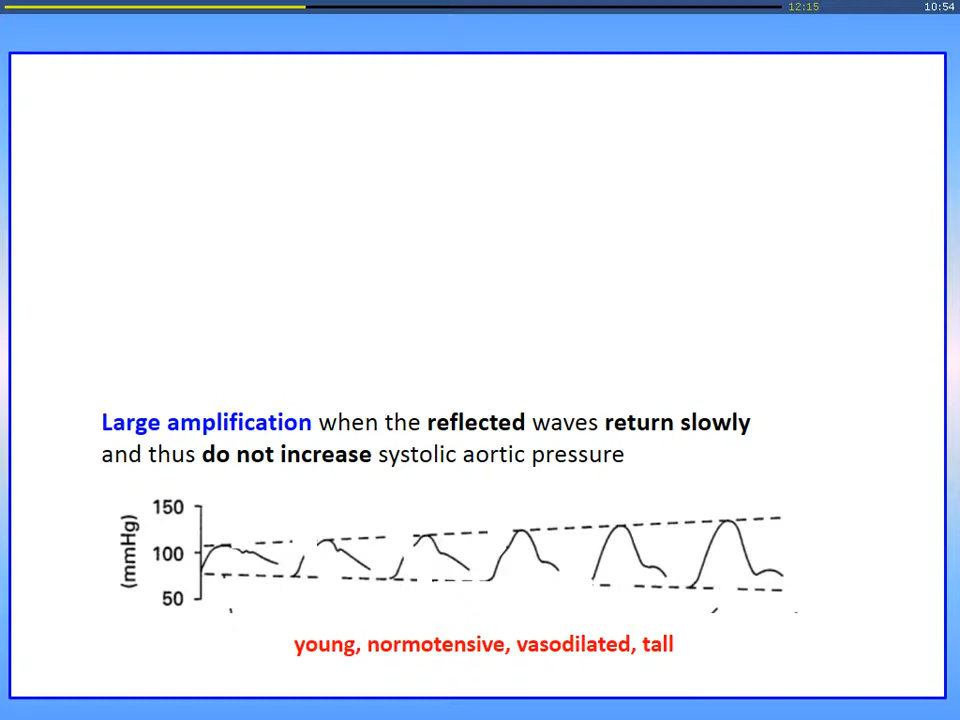 12:15 10:54
Large amplification when the reflected waves return slowly
and thus do not increase systolic aortic pressure
150
100
50
(mmHg)
young, normotensive, vasodilated, tall